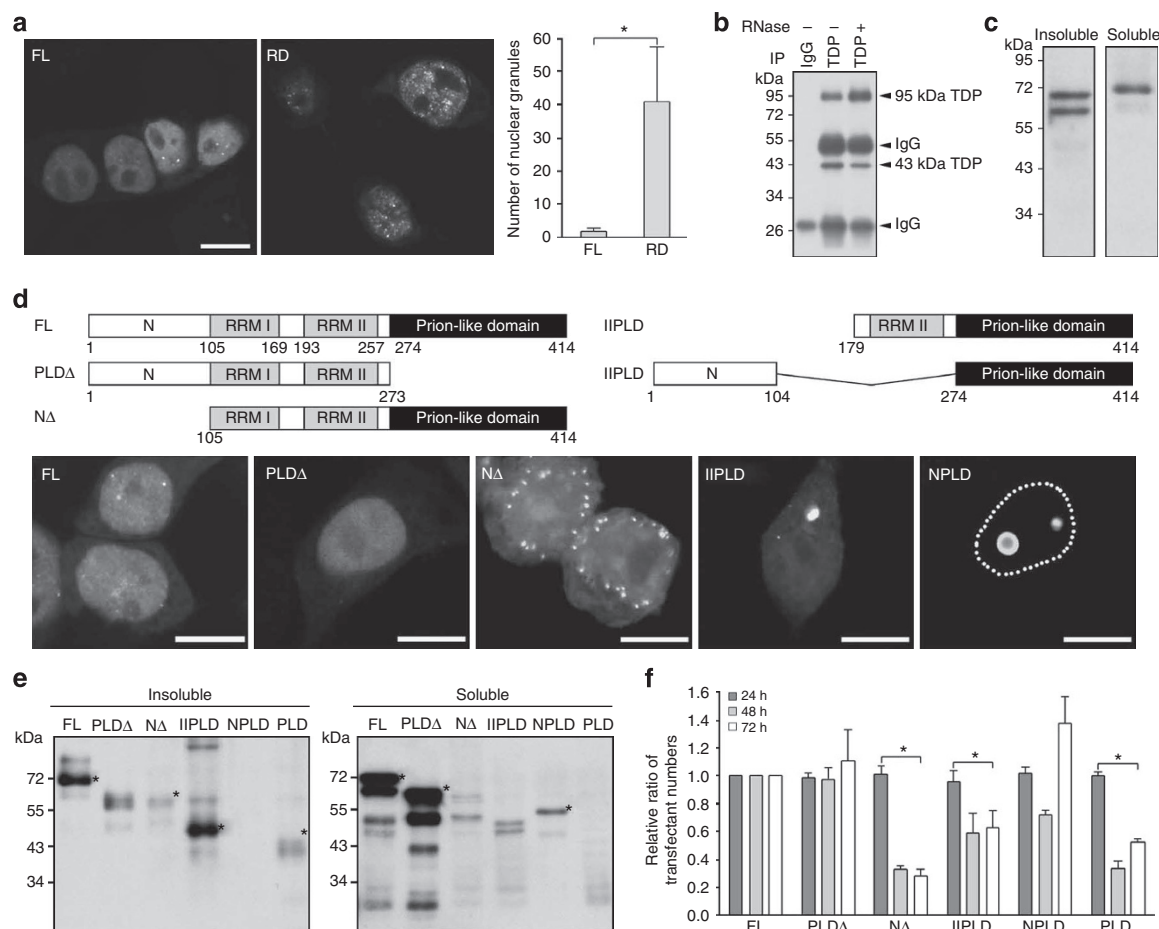 a
FL
RD
Number of nuclear granules
60
50
40
30
20
10
0
*
FL
RD
b
RNase – – +
IP IgG TDP TDP
kDa
95
72
55
43
34
26
95 kDa TDP
IgG
43 kDa TDP
IgG
c
Insoluble
Soluble
kDa
95
72
55
43
34
d
FL
N
RRM I
RRM II
Prion-like domain
1 105 169 193 257 274 414
PLDΔ
N
RRM I
RRM II
1 273
NΔ
RRM I
RRM II
Prion-like domain
105 414
IIPLD
RRM II
Prion-like domain
179 414
IIPLD
N
Prion-like domain
1 104 274 414
FL
PLDΔ
NΔ
IIPLD
NPLD
e
Insoluble
FL PLDΔ NΔ IIPLD NPLD PLD
kDa
72
55
43
34
* * * *
Soluble
FL PLDΔ NΔ IIPLD NPLD PLD
kDa
72
55
43
34
* * *
f
Relative ratio of
transfectant numbers
1.6
1.4
1.2
1.0
0.8
0.6
0.4
0.2
0.0
24 h
48 h
72 h
* * *
FL PLDΔ NΔ IIPLD NPLD PLD